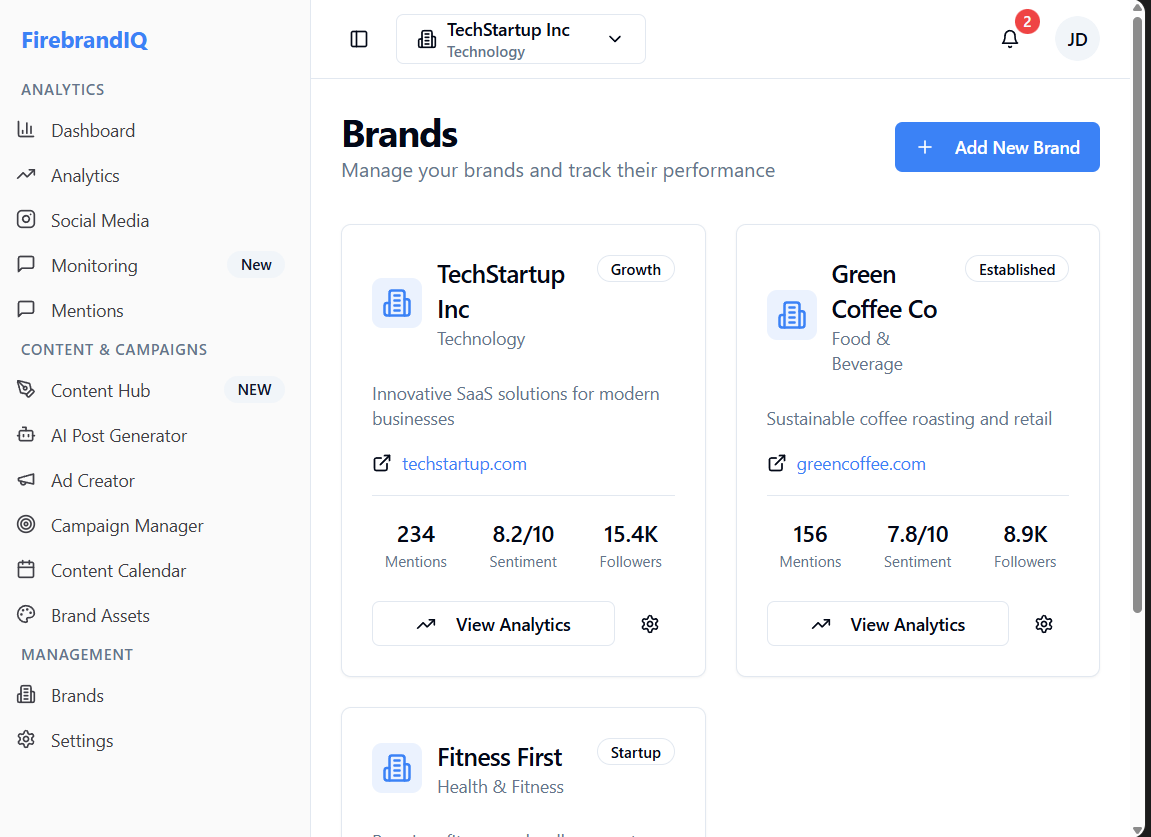 FirebrandIQ
ANALYTICS
Dashboard
Analytics
Social Media
Monitoring
New
Mentions
CONTENT & CAMPAIGNS
Content Hub
NEW
AI Post Generator
Ad Creator
Campaign Manager
Content Calendar
Brand Assets
MANAGEMENT
Brands
Settings
TechStartup Inc
Technology
2
JD
Brands
Manage your brands and track their performance
Add New Brand
TechStartup
Inc
Growth
Technology
Innovative SaaS solutions for modern
businesses
techstartup.com
234
8.2/10
15.4K
Mentions
Sentiment
Followers
View Analytics
Green
Coffee Co
Established
Food &
Beverage
Sustainable coffee roasting and retail
greencoffee.com
156
7.8/10
8.9K
Mentions
Sentiment
Followers
View Analytics
Fitness First
Startup
Health & Fitness